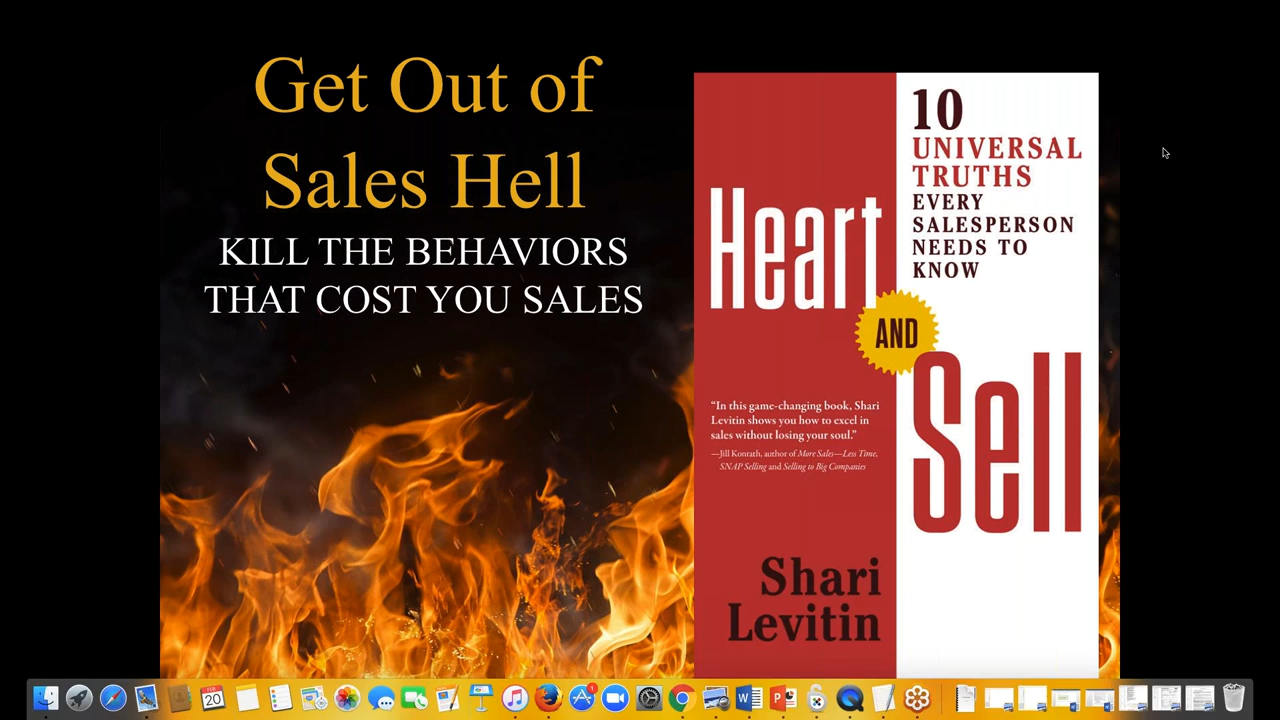 Get Out of
Sales Hell
KILL THE BEHAVIORS
THAT COST YOU SALES
10
UNIVERSAL
TRUTHS
EVERY
SALESPERSON
NEEDS TO
KNOW
Heart
AND
Sell
“In this game-changing book, Shari
Levitin shows you how to excel in
sales without losing your soul.”
—Jill Konrath, author of More Sales—Less Time,
SNAP Selling and Selling to Big Companies
Shari
Levitin
FEB
20
1